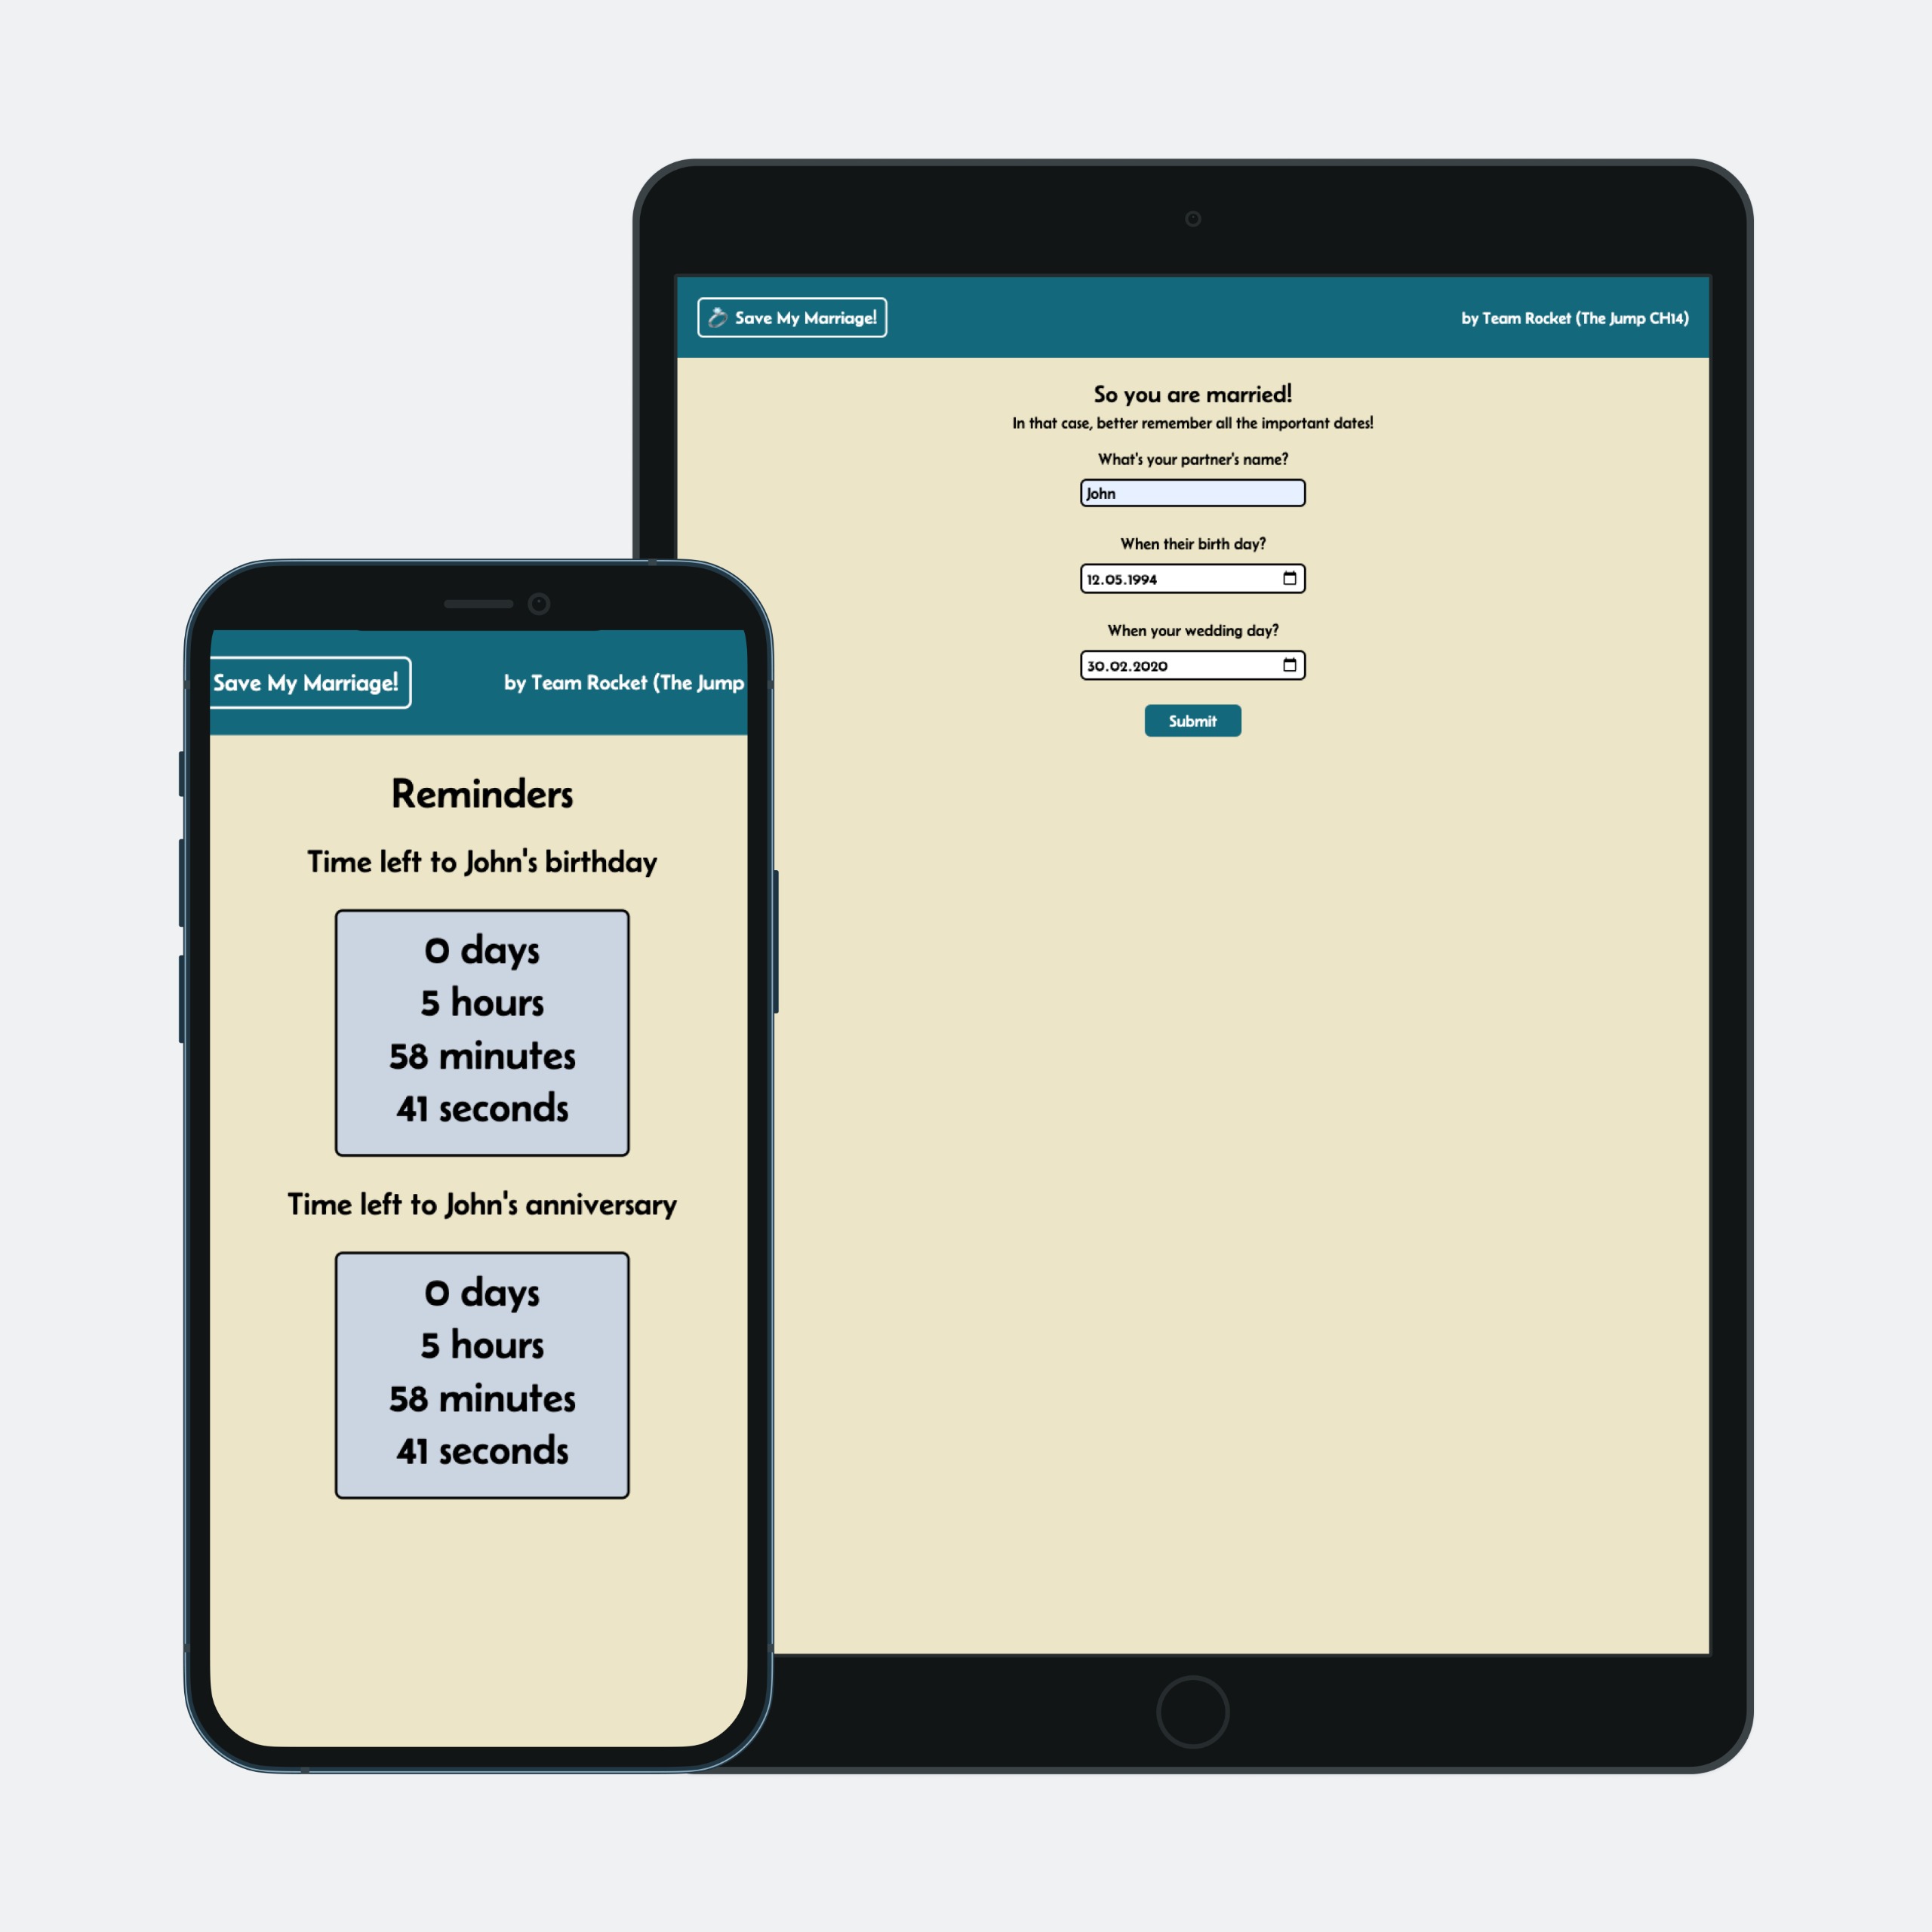 Save My Marriage!
by Team Rocket (The Jump CH14)
So you are married!
In that case, better remember all the important dates!
What's your partner's name?
John
When their birth day?
12.05.1994
When your wedding day?
30.02.2020
Submit
Save My Marriage!
by Team Rocket (The Jump
Reminders
Time left to John's birthday
0 days
5 hours
58 minutes
41 seconds
Time left to John's anniversary
0 days
5 hours
58 minutes
41 seconds